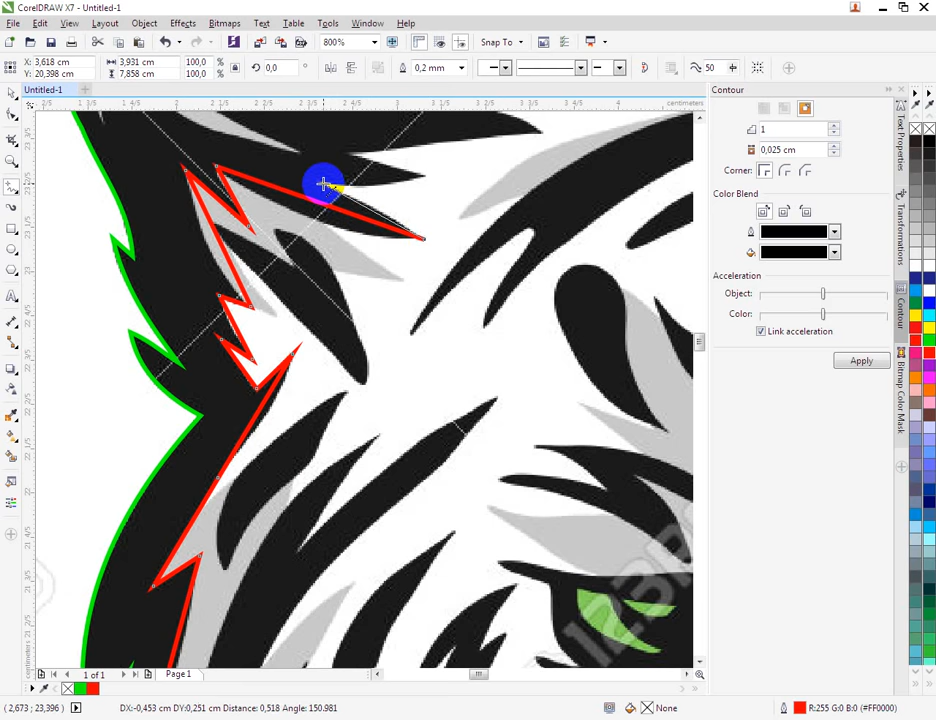 CorelDRAW X7 - Untitled-1
File Edit View Layout Object Effects Bitmaps Text Table Tools Window Help
800% Snap To
X: 3,618 cm 3,931 cm 100,0 %
Y: 20,398 cm 7,858 cm 100,0 %
0,0 ° 0,2 mm 50
Untitled-1
centimeters
Contour
1
0,025 cm
Corner:
Color Blend
Acceleration
Object:
Color:
Link acceleration
Apply
Text Properties
Transformations
Contour
Bitmap Color Mask
centimeters
1 of 1
Page 1
(2,673; 23,396) DX:-0,453 cm DY:0,251 cm Distance: 0,518 Angle: 150.981 None R:255 G:0 B:0 (#FF0000)